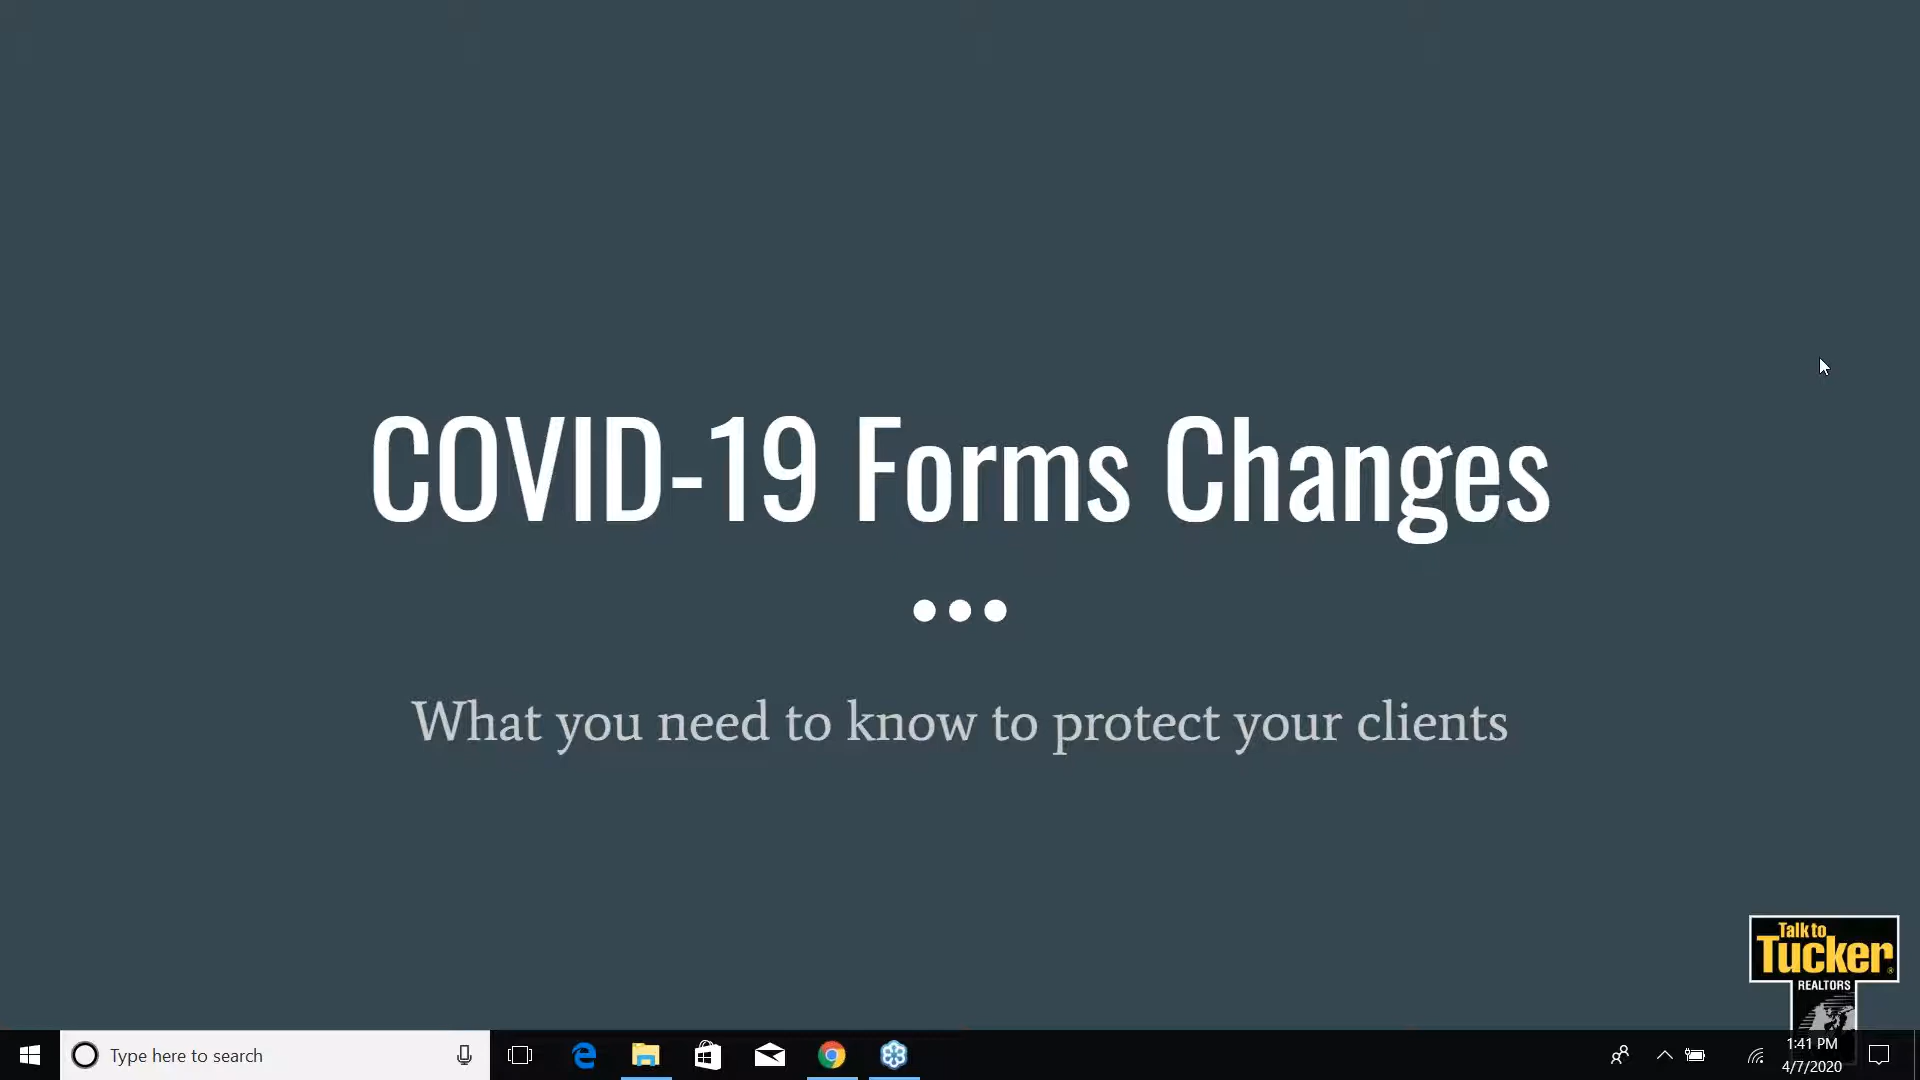 COVID-19 Forms Changes
What you need to know to protect your clients
Talk to
Tucker®
REALTORS
Type here to search
1:41 PM
4/7/2020